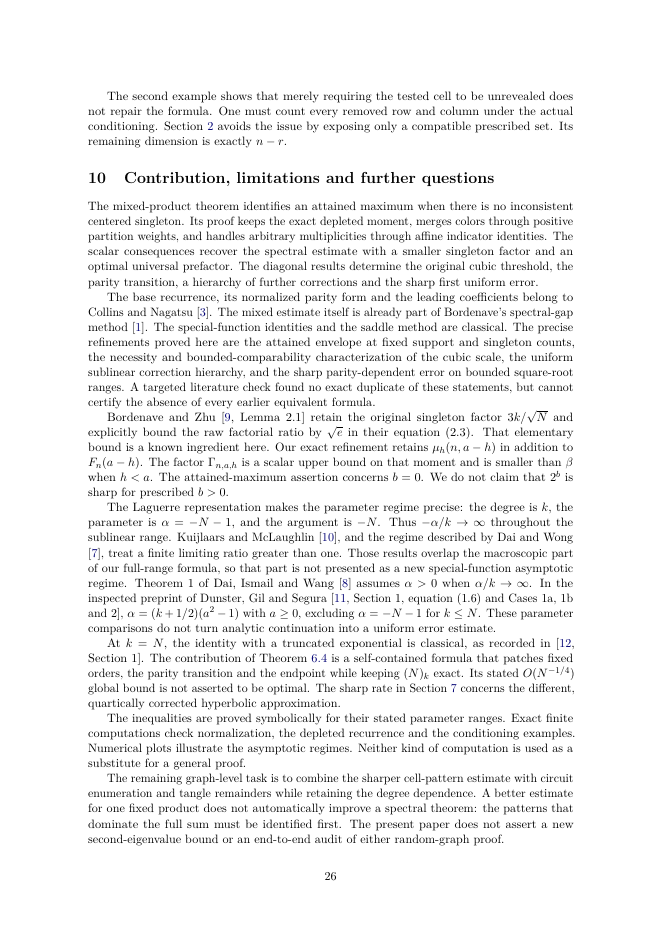 The second example shows that merely requiring the tested cell to be unrevealed does
not repair the formula. One must count every removed row and column under the actual
conditioning. Section 2 avoids the issue by exposing only a compatible prescribed set. Its
remaining dimension is exactly n − r.
10 Contribution, limitations and further questions
The mixed-product theorem identifies an attained maximum when there is no inconsistent
centered singleton. Its proof keeps the exact depleted moment, merges colors through positive
partition weights, and handles arbitrary multiplicities through affine indicator identities. The
scalar consequences recover the spectral estimate with a smaller singleton factor and an
optimal universal prefactor. The diagonal results determine the original cubic threshold, the
parity transition, a hierarchy of further corrections and the sharp first uniform error.
The base recurrence, its normalized parity form and the leading coefficients belong to
Collins and Nagatsu [3]. The mixed estimate itself is already part of Bordenave's spectral-gap
method [1]. The special-function identities and the saddle method are classical. The precise
refinements proved here are the attained envelope at fixed support and singleton counts,
the necessity and bounded-comparability characterization of the cubic scale, the uniform
sublinear correction hierarchy, and the sharp parity-dependent error on bounded square-root
ranges. A targeted literature check found no exact duplicate of these statements, but cannot
certify the absence of every earlier equivalent formula.
Bordenave and Zhu [9, Lemma 2.1] retain the original singleton factor 3k/√N and
explicitly bound the raw factorial ratio by √e in their equation (2.3). That elementary
bound is a known ingredient here. Our exact refinement retains μₕ(n, a − h) in addition to
Fₙ(a − h). The factor Γₙ,ₐ,ₕ is a scalar upper bound on that moment and is smaller than β
when h < a. The attained-maximum assertion concerns b = 0. We do not claim that 2ᵇ is
sharp for prescribed b > 0.
The Laguerre representation makes the parameter regime precise: the degree is k, the
parameter is α = −N − 1, and the argument is −N. Thus −α/k → ∞ throughout the
sublinear range. Kuijlaars and McLaughlin [10], and the regime described by Dai and Wong
[7], treat a finite limiting ratio greater than one. Those results overlap the macroscopic part
of our full-range formula, so that part is not presented as a new special-function asymptotic
regime. Theorem 1 of Dai, Ismail and Wang [8] assumes α > 0 when α/k → ∞. In the
inspected preprint of Dunster, Gil and Segura [11, Section 1, equation (1.6) and Cases 1a, 1b
and 2], α = (k + 1/2)(a² − 1) with a ≥ 0, excluding α = −N − 1 for k ≤ N. These parameter
comparisons do not turn analytic continuation into a uniform error estimate.
At k = N, the identity with a truncated exponential is classical, as recorded in [12,
Section 1]. The contribution of Theorem 6.4 is a self-contained formula that patches fixed
orders, the parity transition and the endpoint while keeping (N)ₖ exact. Its stated O(N⁻¹/⁴)
global bound is not asserted to be optimal. The sharp rate in Section 7 concerns the different,
quartically corrected hyperbolic approximation.
The inequalities are proved symbolically for their stated parameter ranges. Exact finite
computations check normalization, the depleted recurrence and the conditioning examples.
Numerical plots illustrate the asymptotic regimes. Neither kind of computation is used as a
substitute for a general proof.
The remaining graph-level task is to combine the sharper cell-pattern estimate with circuit
enumeration and tangle remainders while retaining the degree dependence. A better estimate
for one fixed product does not automatically improve a spectral theorem: the patterns that
dominate the full sum must be identified first. The present paper does not assert a new
second-eigenvalue bound or an end-to-end audit of either random-graph proof.
26